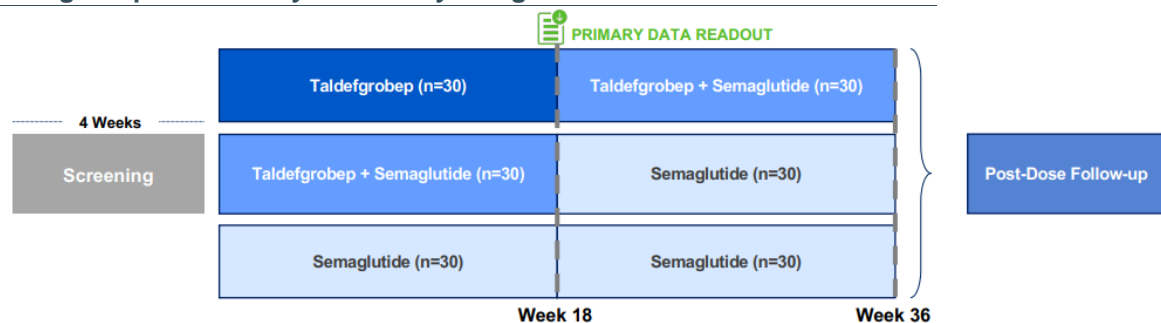 PRIMARY DATA READOUT
Taldefgrobep (n=30)
Taldefgrobep + Semaglutide (n=30)
4 Weeks
Screening
Taldefgrobep + Semaglutide (n=30)
Semaglutide (n=30)
Post-Dose Follow-up
Semaglutide (n=30)
Semaglutide (n=30)
Week 18
Week 36